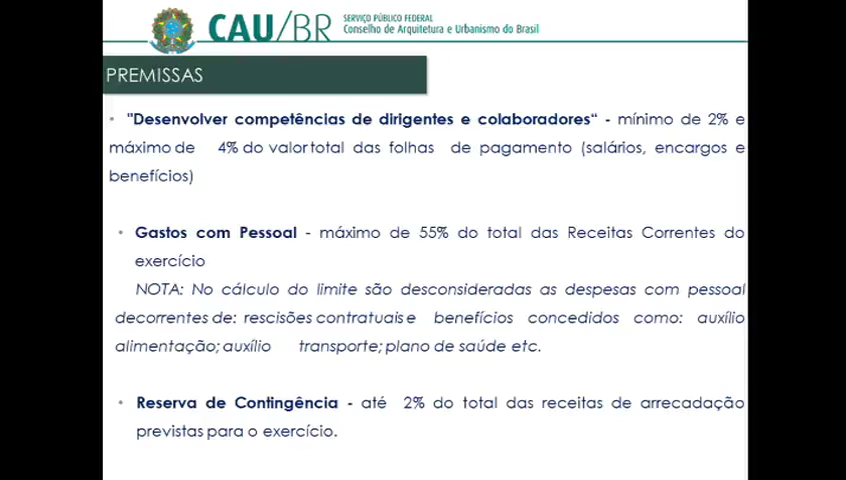 CAU/BR
SERVIÇO PÚBLICO FEDERAL
Conselho de Arquitetura e Urbanismo do Brasil
PREMISSAS
• "Desenvolver competências de dirigentes e colaboradores“ - mínimo de 2% e
máximo de 4% do valor total das folhas de pagamento (salários, encargos e
benefícios)
• Gastos com Pessoal - máximo de 55% do total das Receitas Correntes do
exercício
NOTA: No cálculo do limite são desconsideradas as despesas com pessoal
decorrentes de: rescisões contratuais e benefícios concedidos como: auxílio
alimentação; auxílio transporte; plano de saúde etc.
• Reserva de Contingência - até 2% do total das receitas de arrecadação
previstas para o exercício.